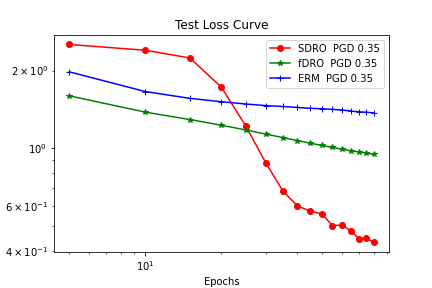 Test Loss Curve
SDRO PGD 0.35
fDRO PGD 0.35
ERM PGD 0.35
2 × 10⁰
10⁰
6 × 10⁻¹
4 × 10⁻¹
10¹
Epochs